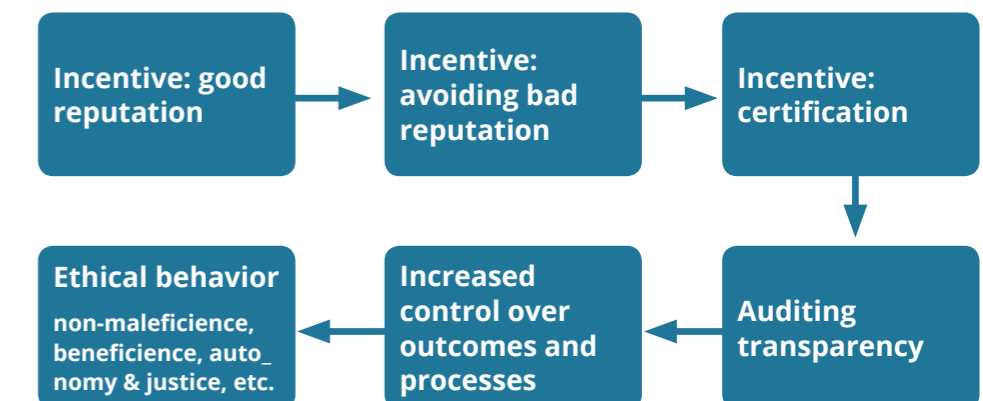 Incentive: good
reputation
Incentive:
avoiding bad
reputation
Incentive:
certification
Ethical behavior
non-maleficience,
beneficience, auto_
nomy & justice, etc.
Increased
control over
outcomes and
processes
Auditing
transparency